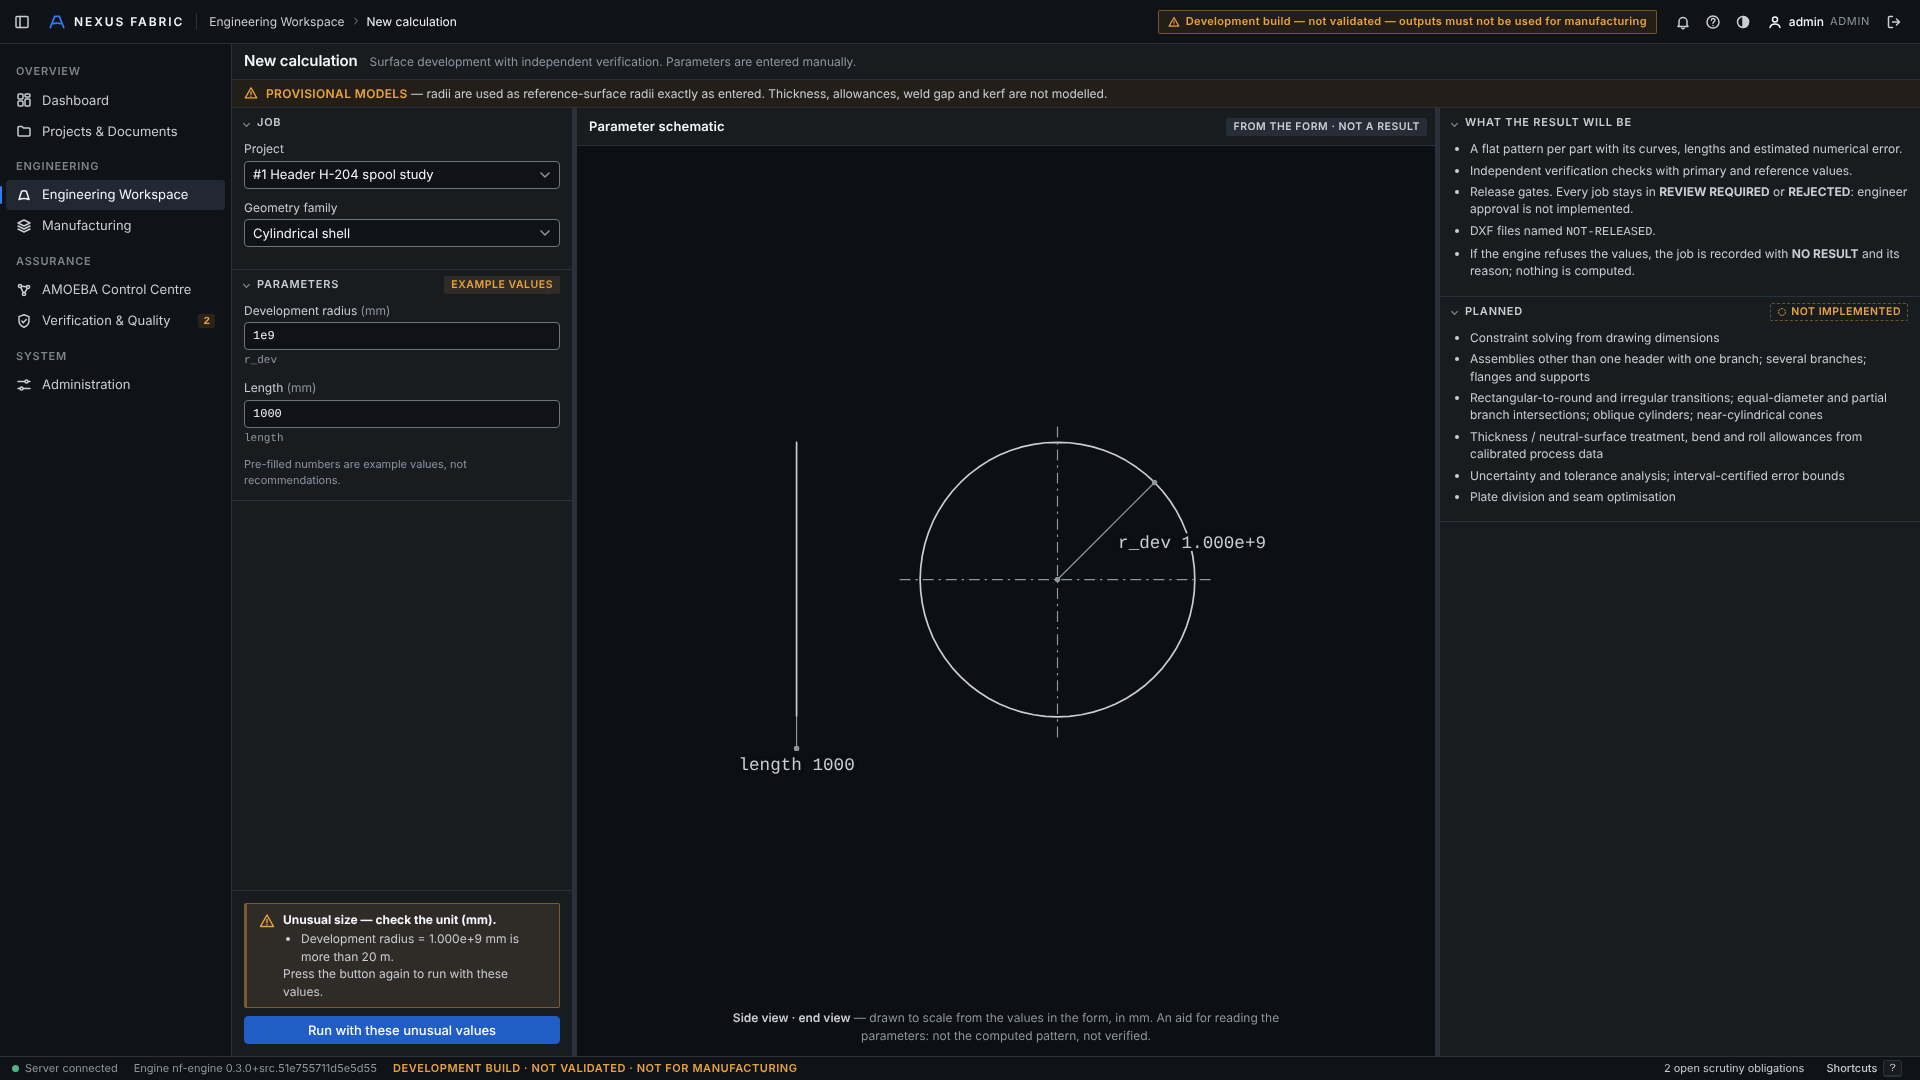 NEXUS FABRIC
Engineering Workspace › New calculation
Development build — not validated — outputs must not be used for manufacturing
admin ADMIN
OVERVIEW
Dashboard
Projects & Documents
ENGINEERING
Engineering Workspace
Manufacturing
ASSURANCE
AMOEBA Control Centre
Verification & Quality 2
SYSTEM
Administration
New calculation Surface development with independent verification. Parameters are entered manually.
PROVISIONAL MODELS — radii are used as reference-surface radii exactly as entered. Thickness, allowances, weld gap and kerf are not modelled.
JOB
Project
#1 Header H-204 spool study
Geometry family
Cylindrical shell
PARAMETERS EXAMPLE VALUES
Development radius (mm)
1e9
r_dev
Length (mm)
1000
length
Pre-filled numbers are example values, not
recommendations.
Unusual size — check the unit (mm).
• Development radius = 1.000e+9 mm is
more than 20 m.
Press the button again to run with these
values.
Run with these unusual values
Parameter schematic FROM THE FORM · NOT A RESULT
r_dev 1.000e+9
length 1000
Side view · end view — drawn to scale from the values in the form, in mm. An aid for reading the
parameters: not the computed pattern, not verified.
WHAT THE RESULT WILL BE
• A flat pattern per part with its curves, lengths and estimated numerical error.
• Independent verification checks with primary and reference values.
• Release gates. Every job stays in REVIEW REQUIRED or REJECTED: engineer
approval is not implemented.
• DXF files named NOT-RELEASED.
• If the engine refuses the values, the job is recorded with NO RESULT and its
reason; nothing is computed.
PLANNED NOT IMPLEMENTED
• Constraint solving from drawing dimensions
• Assemblies other than one header with one branch; several branches;
flanges and supports
• Rectangular-to-round and irregular transitions; equal-diameter and partial
branch intersections; oblique cylinders; near-cylindrical cones
• Thickness / neutral-surface treatment, bend and roll allowances from
calibrated process data
• Uncertainty and tolerance analysis; interval-certified error bounds
• Plate division and seam optimisation
Server connected Engine nf-engine 0.3.0+src.51e755711d5e5d55 DEVELOPMENT BUILD · NOT VALIDATED · NOT FOR MANUFACTURING
2 open scrutiny obligations Shortcuts ?